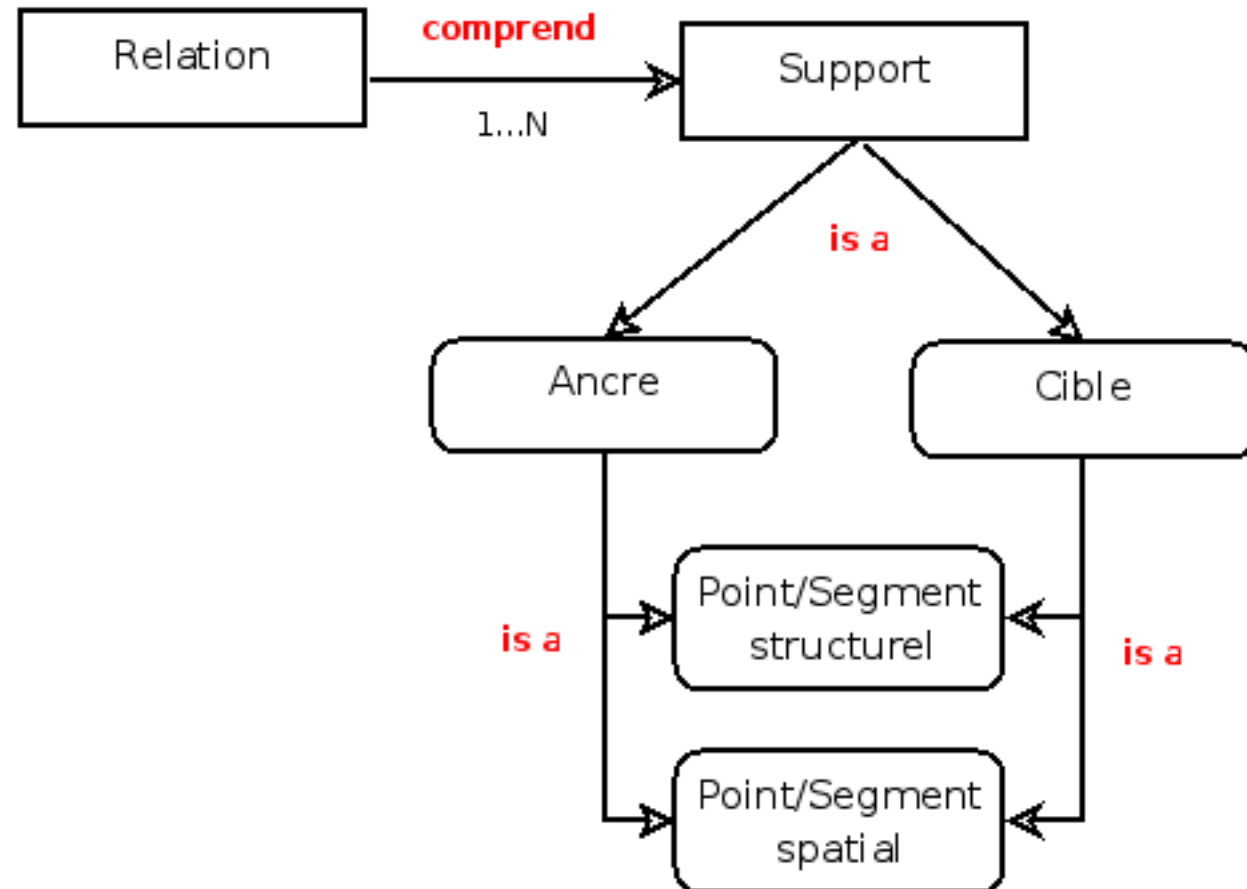 comprend
Relation
Support
1...N
is a
Ancre
Cible
Point/Segment
structurel
is a
is a
Point/Segment
spatial